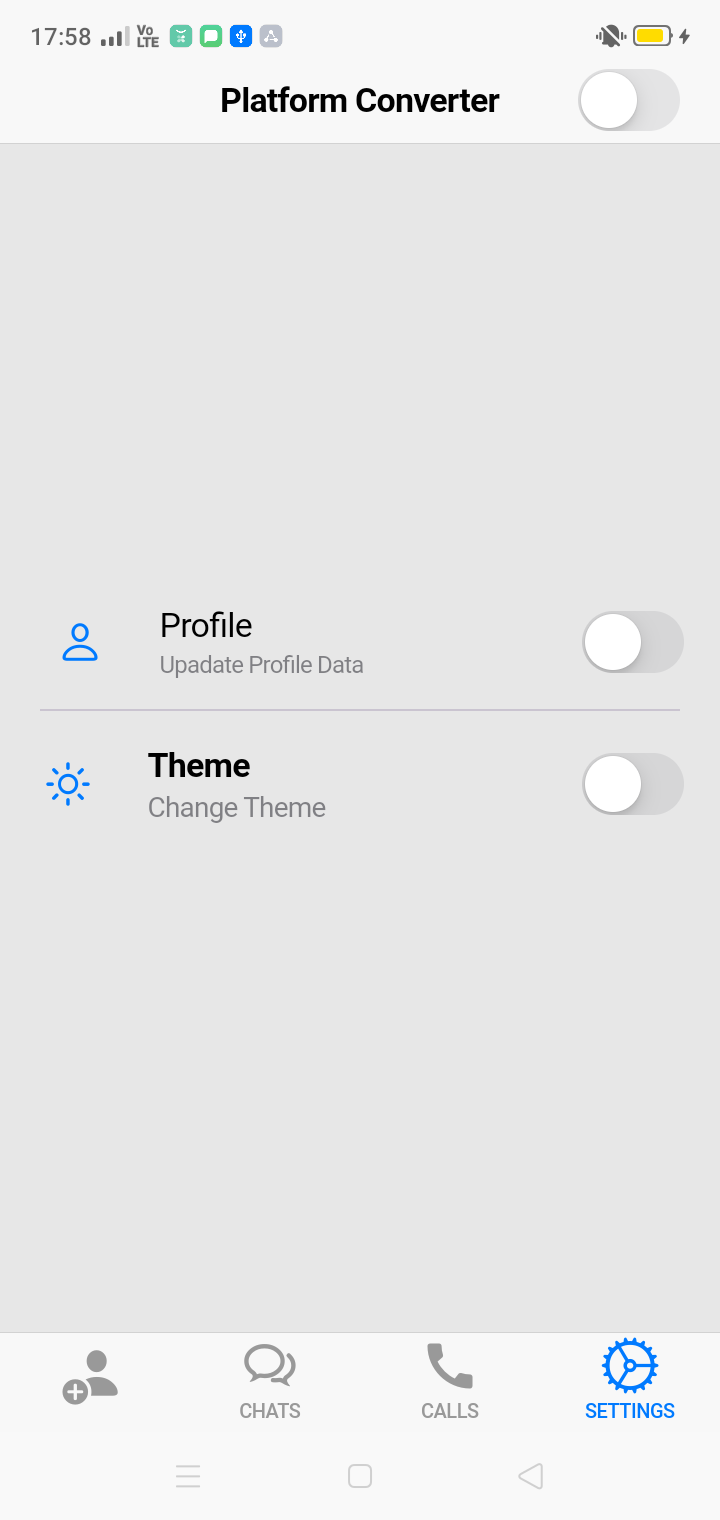 17:58 Vo LTE
Platform Converter
Profile
Upadate Profile Data
Theme
Change Theme
CHATS CALLS SETTINGS